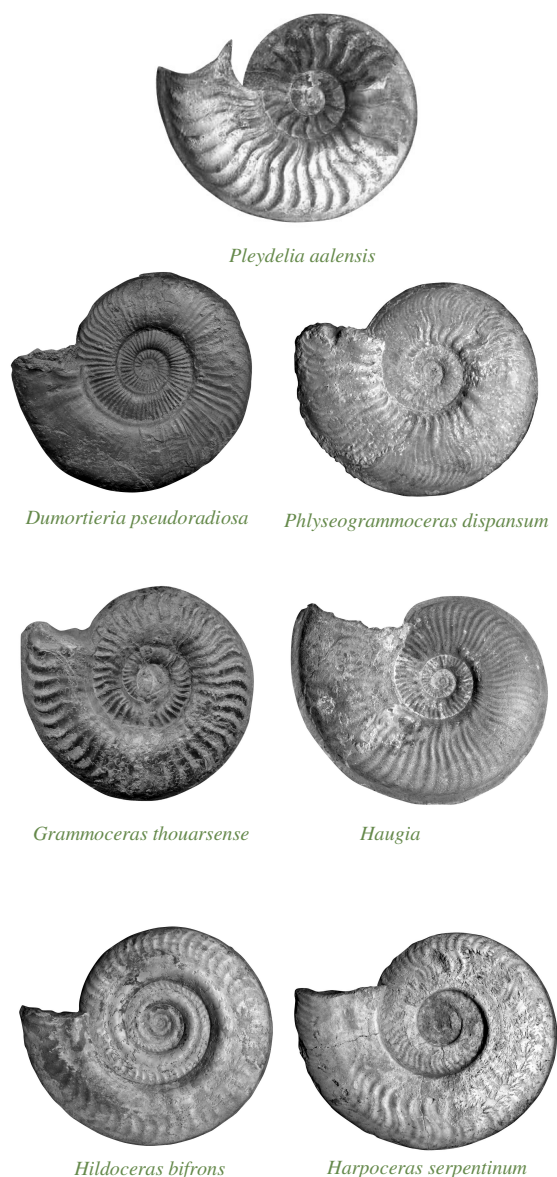 Pleydelia aalensis
Dumortieria pseudoradiosa
Phlyseogrammoceras dispansum
Grammoceras thouarsense
Haugia
Hildoceras bifrons
Harpoceras serpentinum